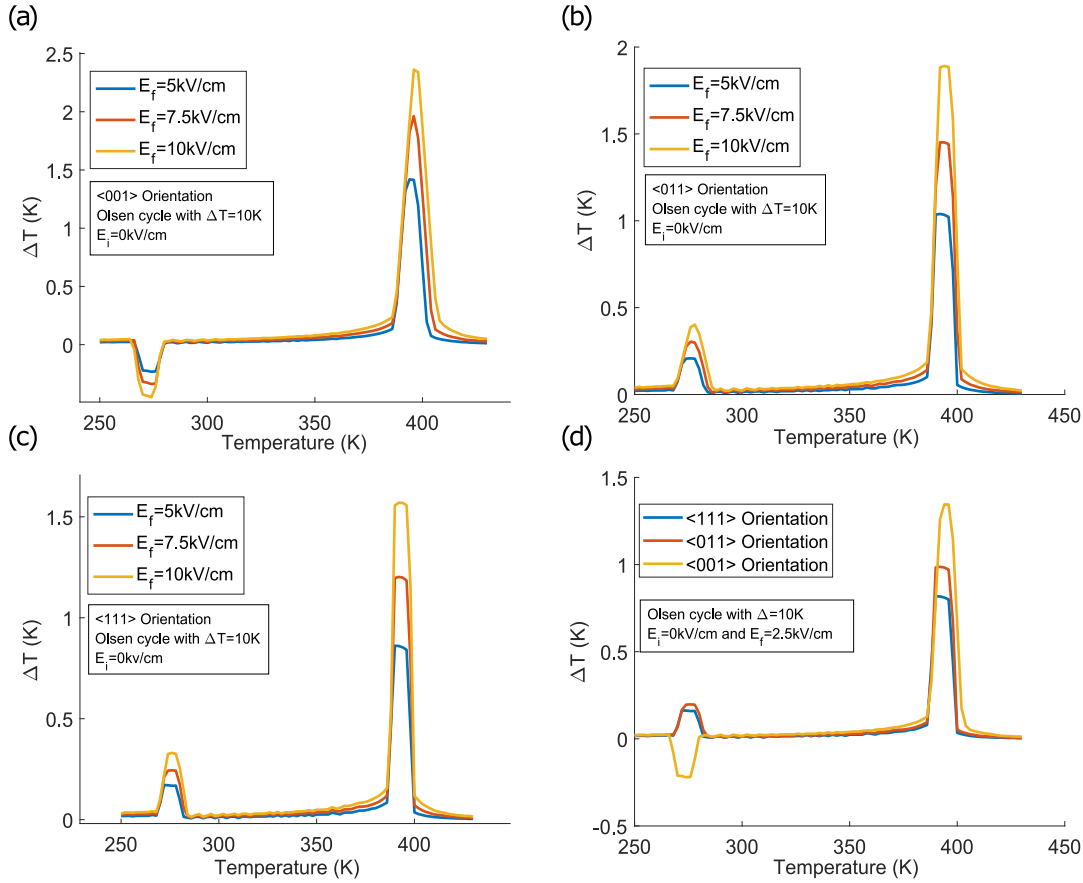 (a)
2.5
2
1.5
1
0.5
0
ΔT (K)
E_f=5kV/cm
E_f=7.5kV/cm
E_f=10kV/cm
<001> Orientation
Olsen cycle with ΔT=10K
E_i=0kV/cm
250
300
350
400
Temperature (K)
(b)
2
1.5
1
0.5
0
ΔT (K)
E_f=5kV/cm
E_f=7.5kV/cm
E_f=10kV/cm
<011> Orientation
Olsen cycle with ΔT=10K
E_i=0kV/cm
250
300
350
400
450
Temperature (K)
(c)
1.5
1
0.5
0
ΔT (K)
E_f=5kV/cm
E_f=7.5kV/cm
E_f=10kV/cm
<111> Orientation
Olsen cycle with ΔT=10K
E_i=0kv/cm
250
300
350
400
Temperature (K)
(d)
1.5
1
0.5
0
-0.5
ΔT (K)
<111> Orientation
<011> Orientation
<001> Orientation
Olsen cycle with Δ=10K
E_i=0kV/cm and E_f=2.5kV/cm
250
300
350
400
450
Temperature (K)